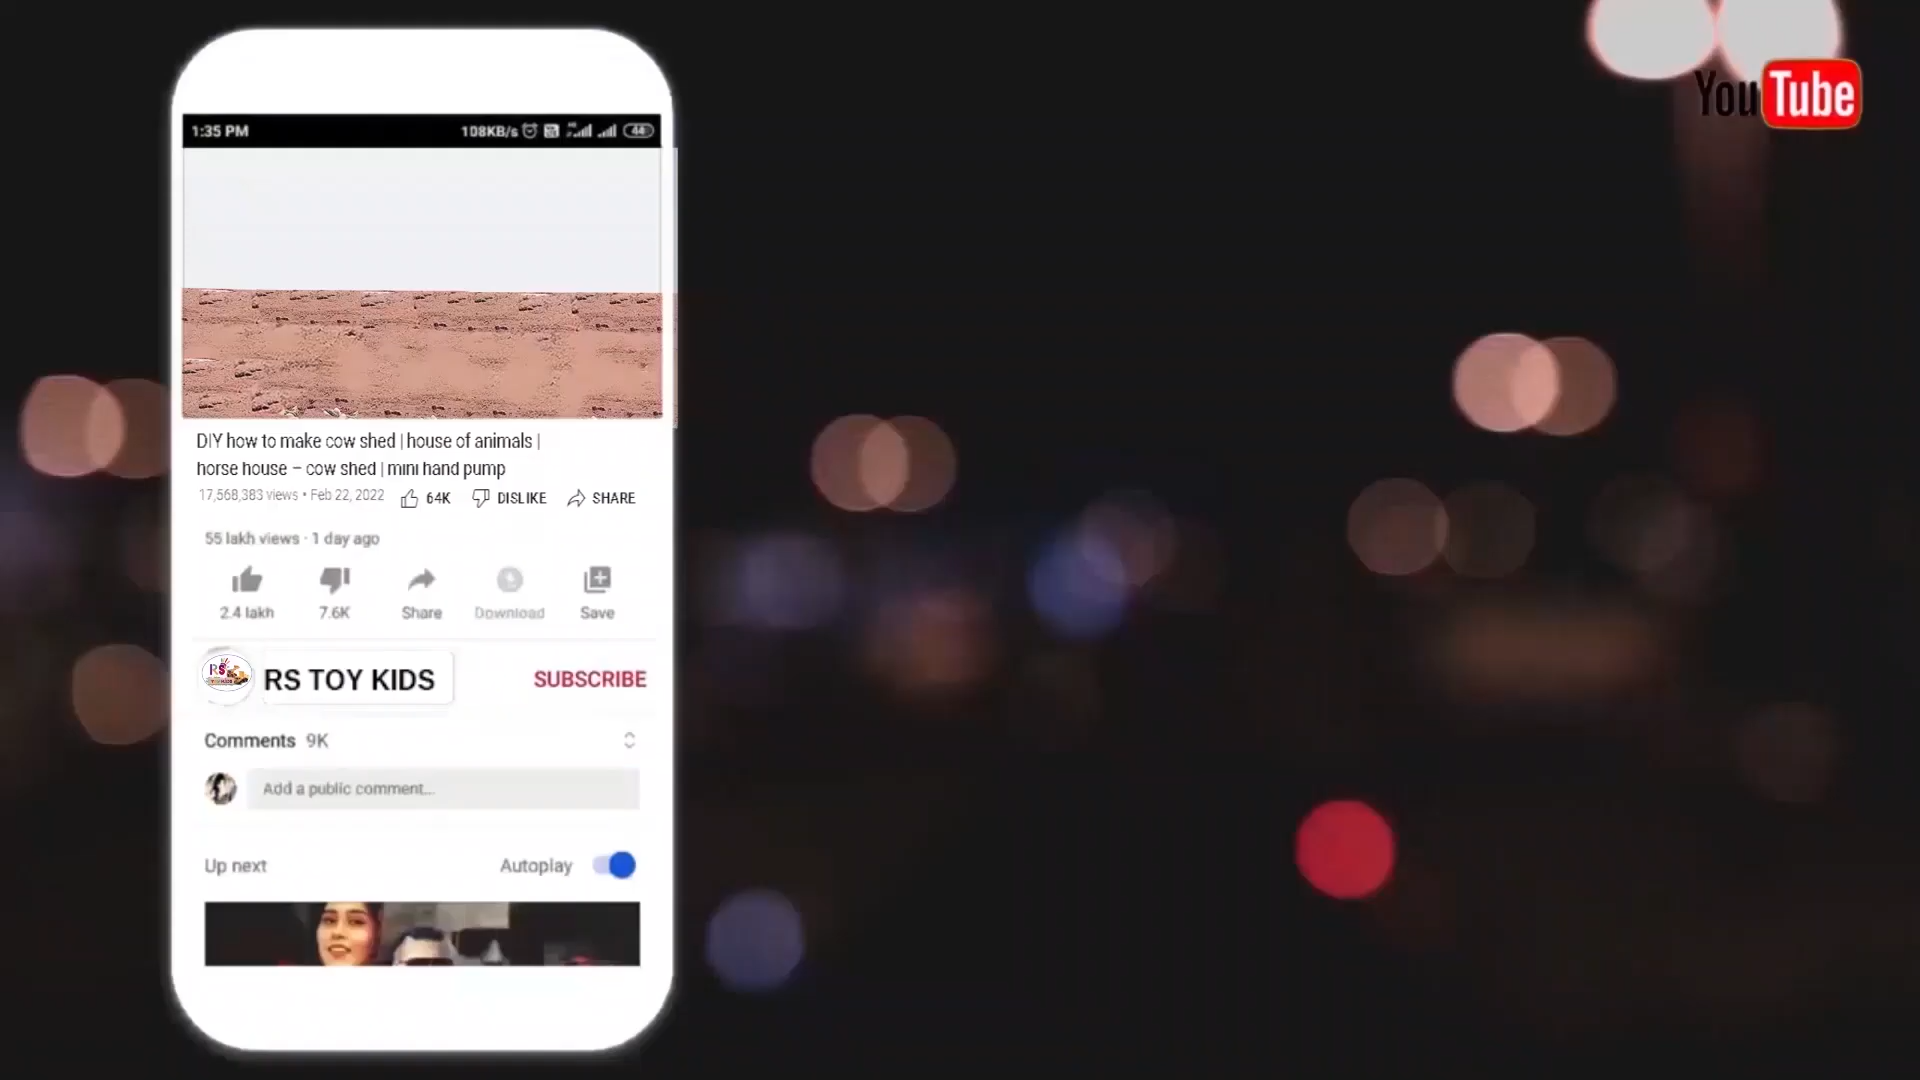 YouTube
1:35 PM 108KB/s 44
DIY how to make cow shed | house of animals |
horse house – cow shed | mini hand pump
17,568,383 views • Feb 22, 2022 64K DISLIKE SHARE
55 lakh views · 1 day ago
2.4 lakh 7.6K Share Download Save
RS RS TOY KIDS SUBSCRIBE
Comments 9K
Add a public comment...
Up next Autoplay